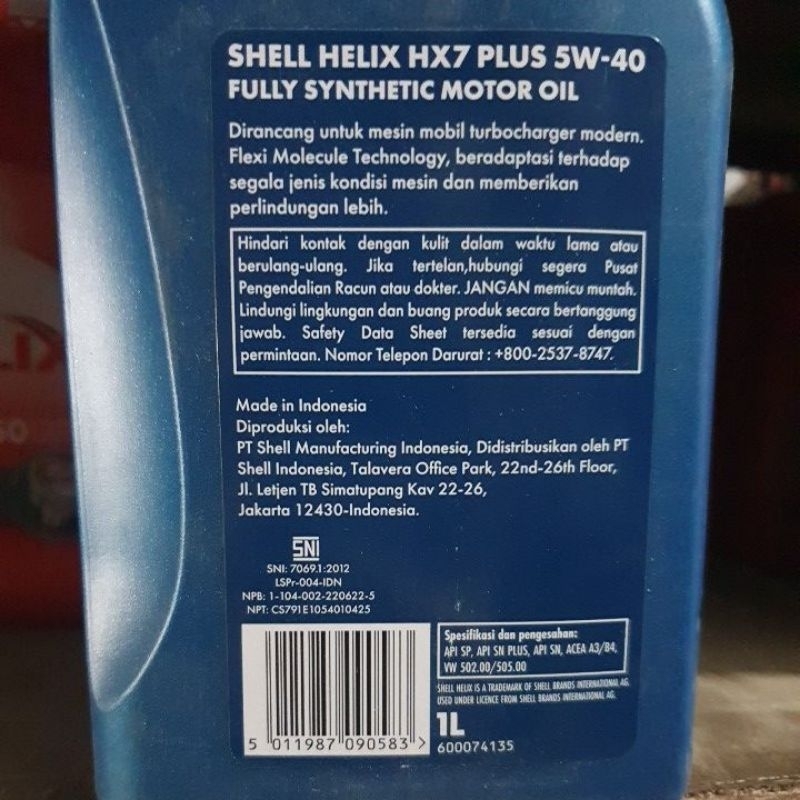 SHELL HELIX HX7 PLUS 5W-40
FULLY SYNTHETIC MOTOR OIL
Dirancang untuk mesin mobil turbocharger modern.
Flexi Molecule Technology, beradaptasi terhadap
segala jenis kondisi mesin dan memberikan
perlindungan lebih.
Hindari kontak dengan kulit dalam waktu lama atau
berulang-ulang. Jika tertelan,hubungi segera Pusat
Pengendalian Racun atau dokter. JANGAN memicu muntah.
Lindungi lingkungan dan buang produk secara bertanggung
jawab. Safety Data Sheet tersedia sesuai dengan
permintaan. Nomor Telepon Darurat : +800-2537-8747.
Made in Indonesia
Diproduksi oleh:
PT Shell Manufacturing Indonesia, Didistribusikan oleh PT
Shell Indonesia, Talavera Office Park, 22nd-26th Floor,
Jl. Letjen TB Simatupang Kav 22-26,
Jakarta 12430-Indonesia.
SNI
SNI: 7069.1:2012
LSPr-004-IDN
NPB: 1-104-002-220622-5
NPT: CS791E1054010425
Spesifikasi dan pengesahan:
API SP, API SN PLUS, API SN, ACEA A3/B4,
VW 502.00/505.00
SHELL HELIX IS A TRADEMARK OF SHELL BRANDS INTERNATIONAL AG.
USED UNDER LICENCE FROM SHELL BRANDS INTERNATIONAL AG.
1L
600074135
5 011987 090583 >